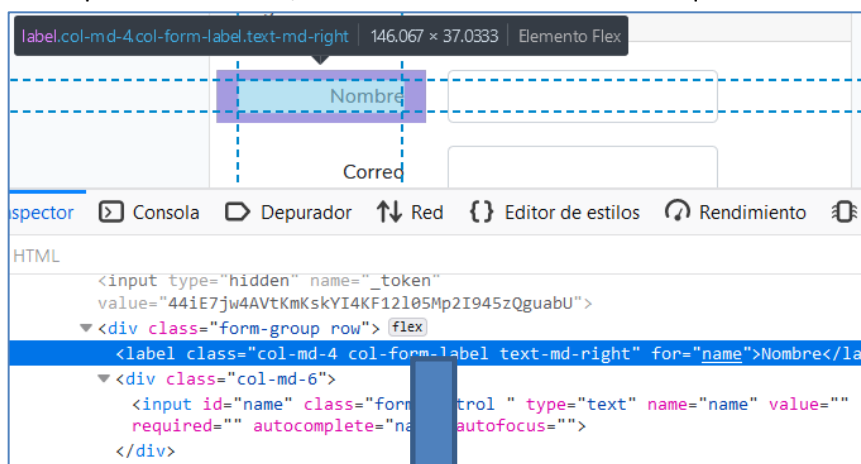 label.col-md-4.col-form-label.text-md-right | 146.067 × 37.0333 | Elemento Flex
Nombre
Correo
Consola Depurador Red {} Editor de estilos Rendimiento
HTML
<input type="hidden" name="_token"
value="44iE7jw4AVtKmKskYI4KF12l05Mp2I945zQguabU">
<div class="form-group row"> flex
<label class="col-md-4 col-form-label text-md-right" for="name">Nombre</la
<div class="col-md-6">
<input id="name" class="form trol " type="text" name="name" value=""
required="" autocomplete="na autofocus="">
</div>